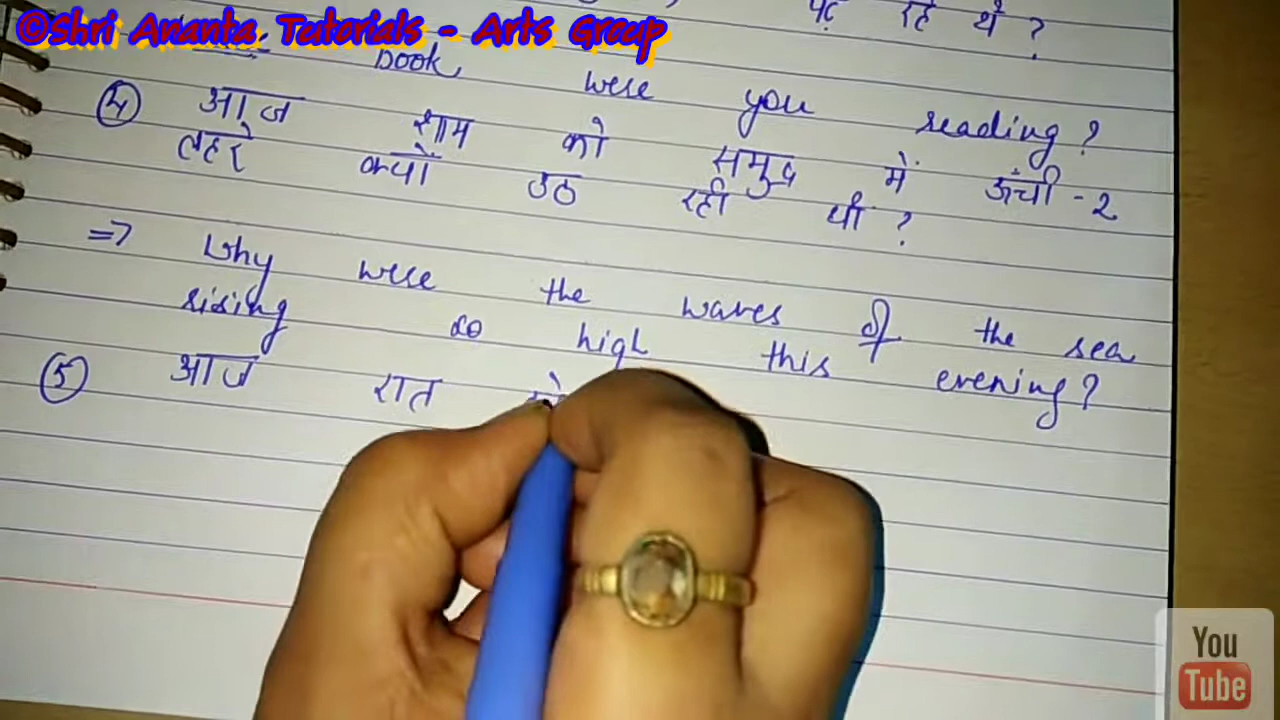 ©Shri Ananta Tutorials - Arts Group
पढ़ रहे थे ?
book were you reading ?
④ आज शाम को समुद्र में ऊंची - 2
लहरे क्यों उठ रही थी ?
=> Why were the waves of the sea
rising so high this evening ?
⑤ आज रात
You
Tube